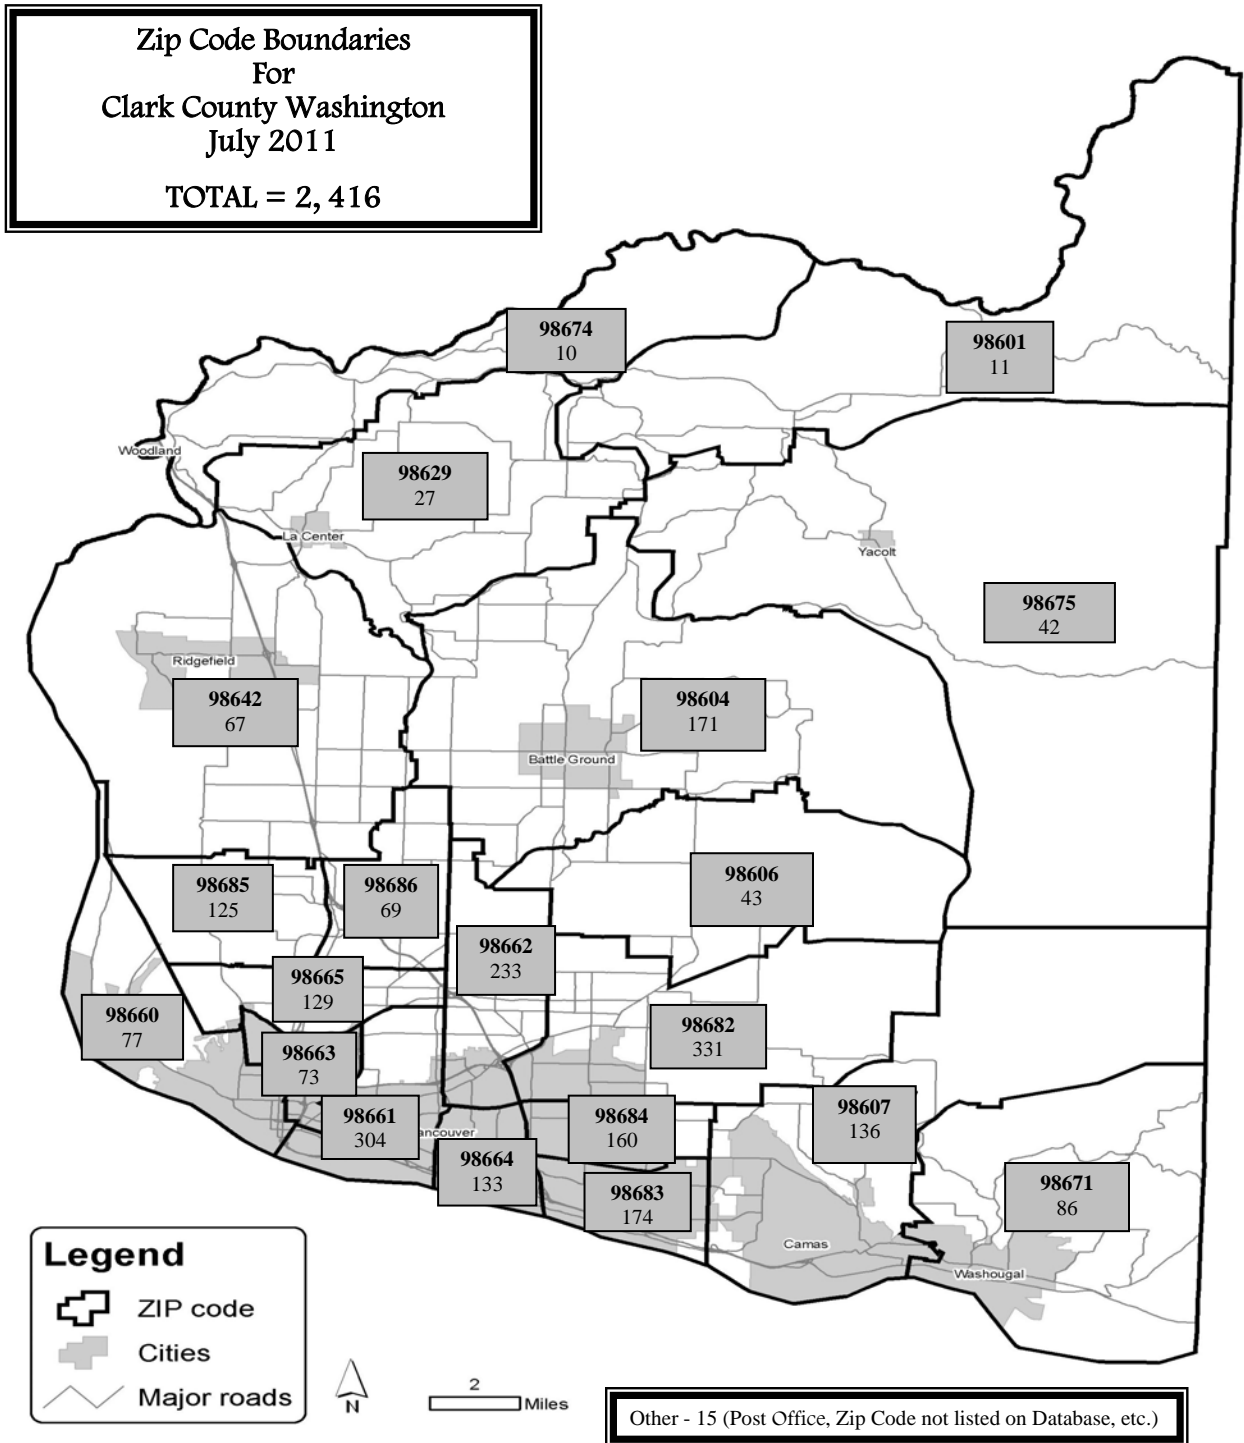 Zip Code Boundaries
For
Clark County Washington
July 2011
TOTAL = 2, 416
98674
10
98601
11
Woodland
98629
27
La Center
Yacolt
98675
42
Ridgefield
98642
67
98604
171
Battle Ground
98685
125
98686
69
98606
43
98662
233
98665
129
98660
77
98682
331
98663
73
98661
304
ancouver
98684
160
98607
136
98664
133
98683
174
98671
86
Camas
Washougal
Legend
ZIP code
Cities
Major roads
N
2
Miles
Other - 15 (Post Office, Zip Code not listed on Database, etc.)